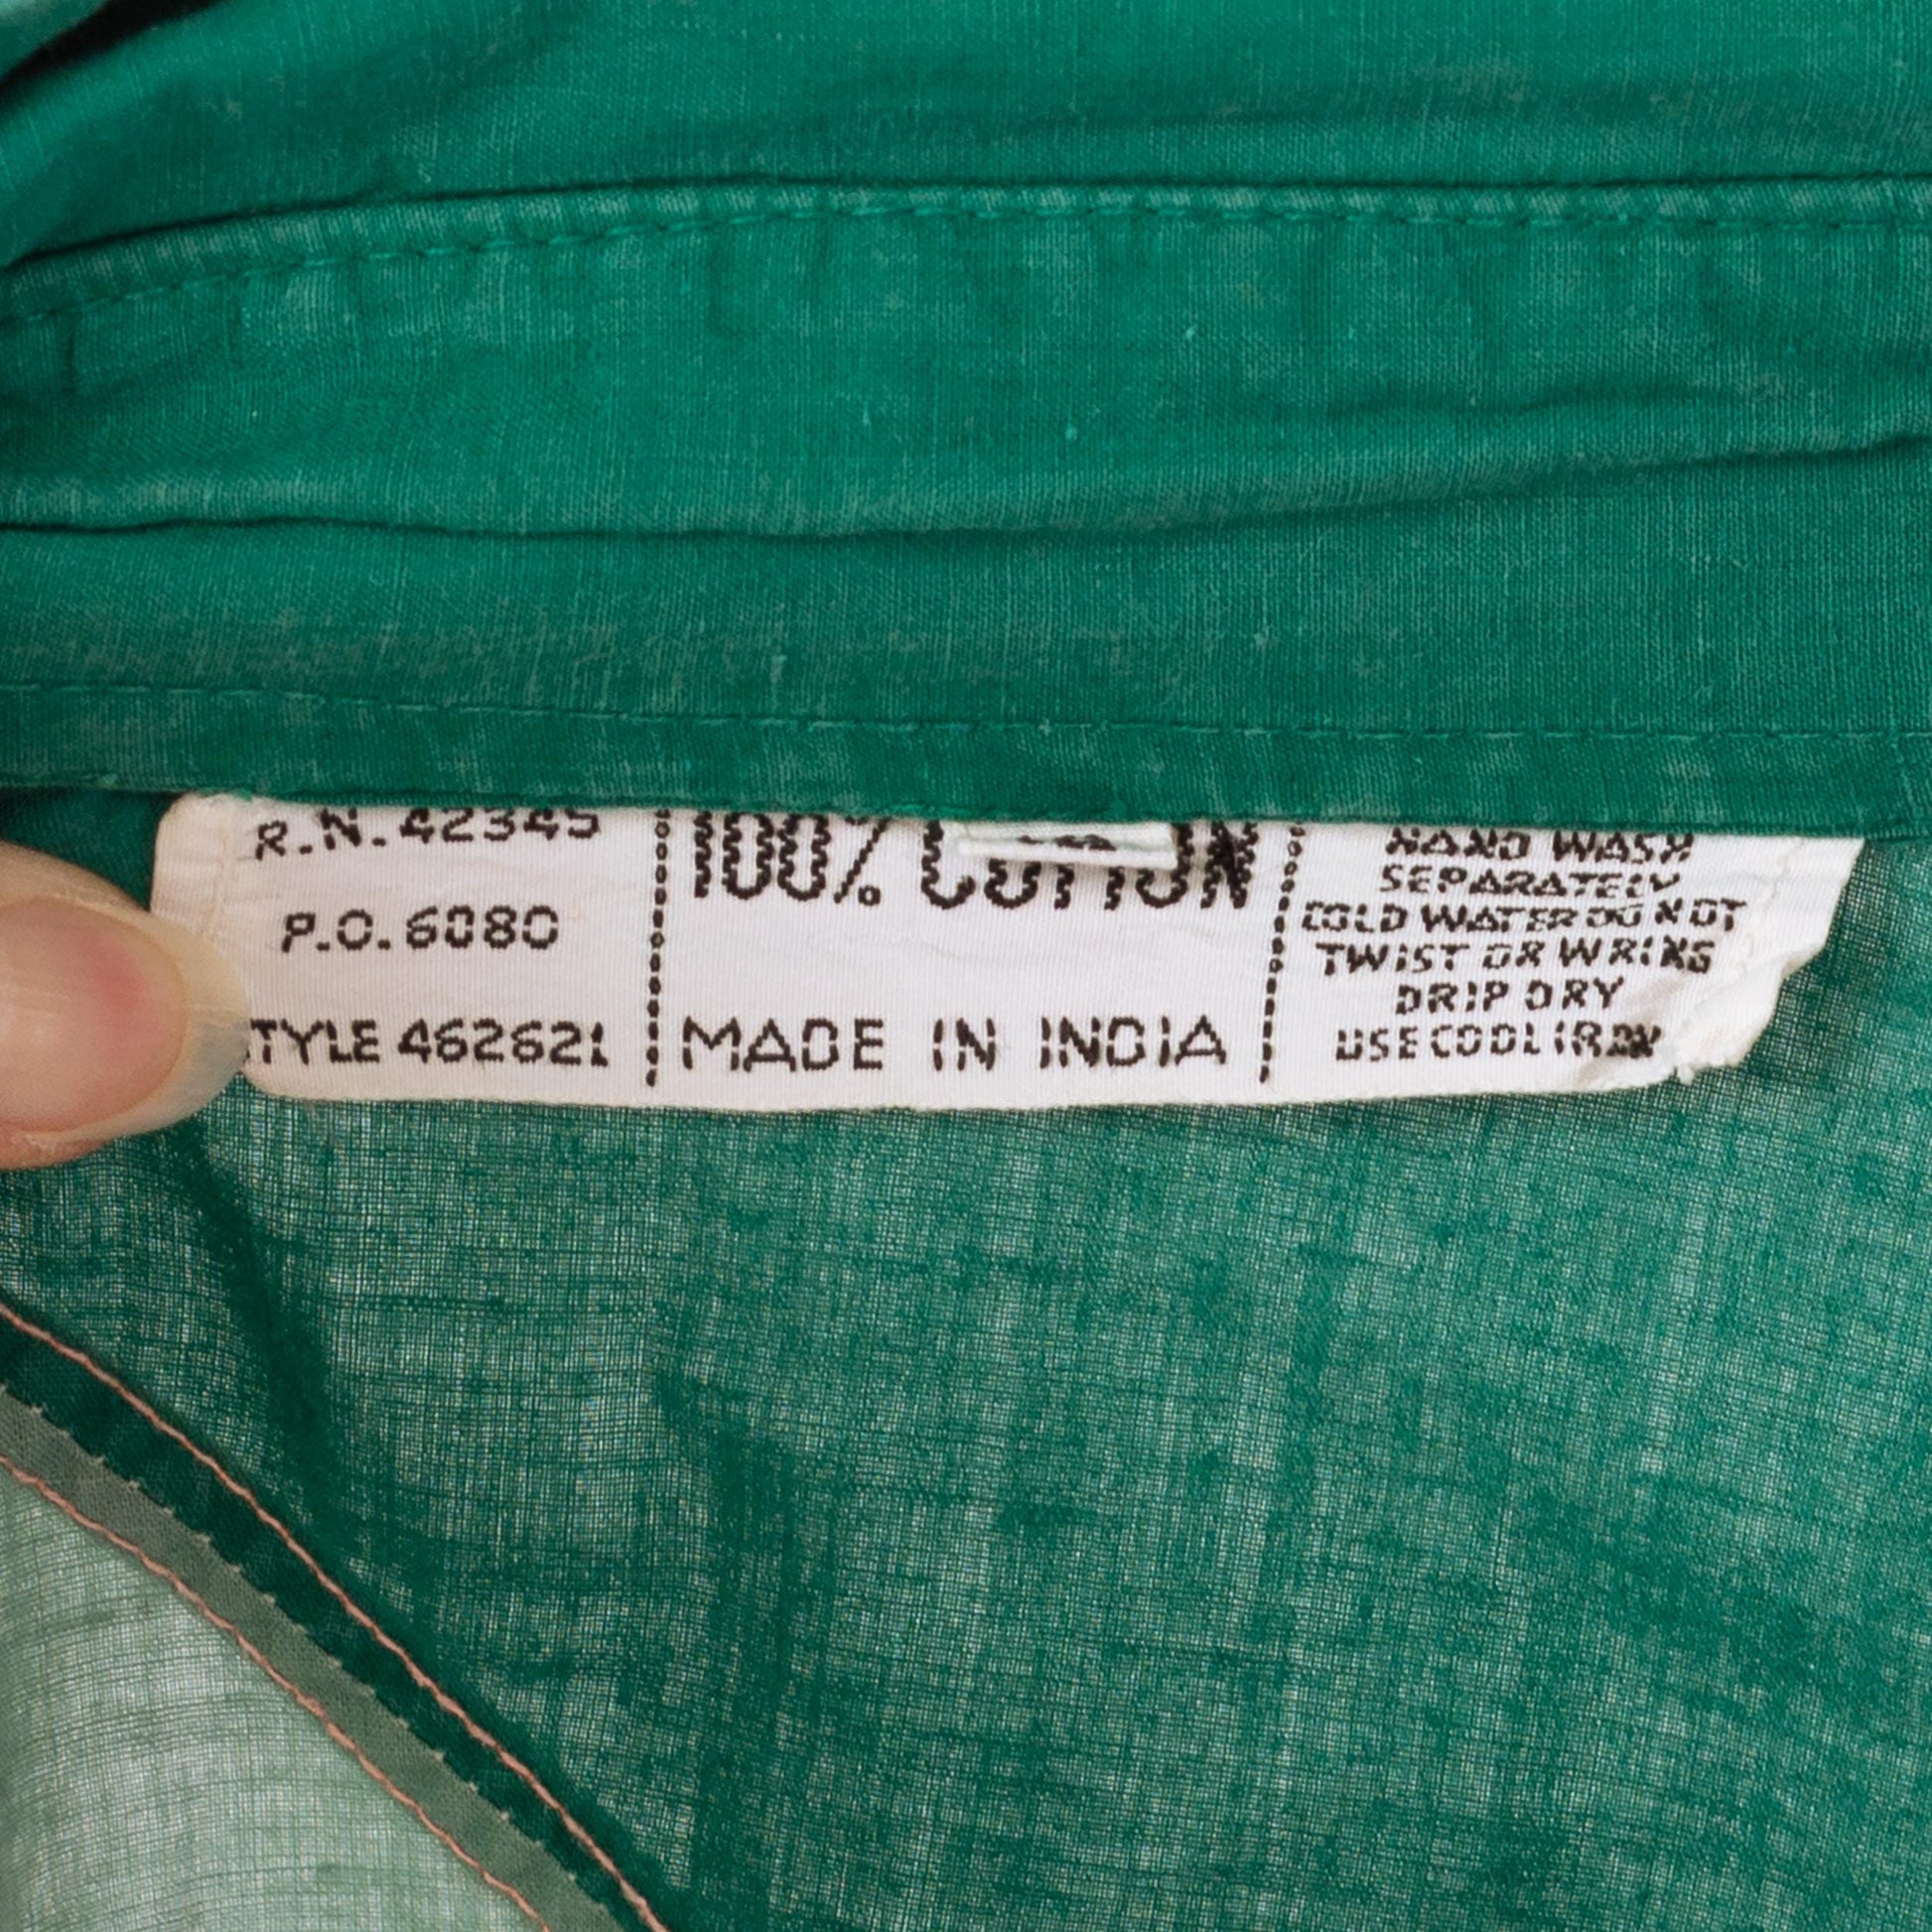 R.N. 42345
P.O. 6080
STYLE 462621
100% COTTON
MADE IN INDIA
HAND WASH
SEPARATELY
COLD WATER DO NOT
TWIST OR WRING
DRIP DRY
USE COOL IRON